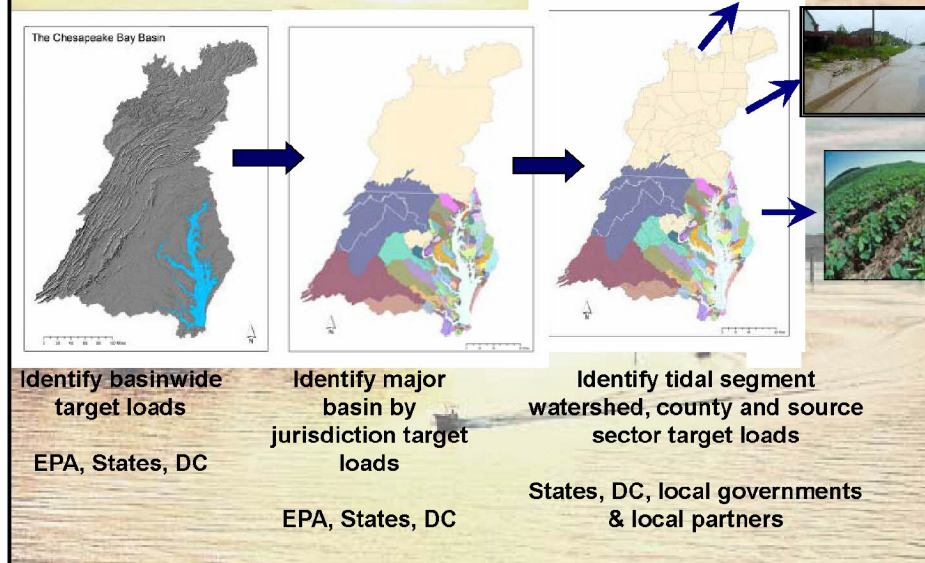 The Chesapeake Bay Basin
N
N
N
Identify basinwide
target loads
EPA, States, DC
Identify major
basin by
jurisdiction target
loads
EPA, States, DC
Identify tidal segment
watershed, county and source
sector target loads
States, DC, local governments
& local partners